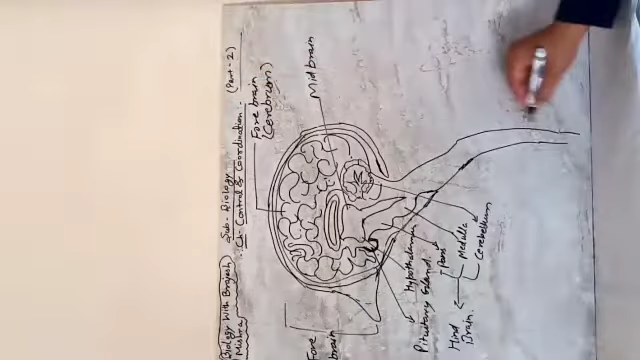 Biology With Brajesh
Mishra
Sub- Biology
Ch- Control & Coordination. (Part-2)
Fore brain
(Cerebrum)
Mid brain
Fore
brain
Hypothalamus
Pituitary Gland.
Pons
Medulla
Cerebellum
Hind
Brain.